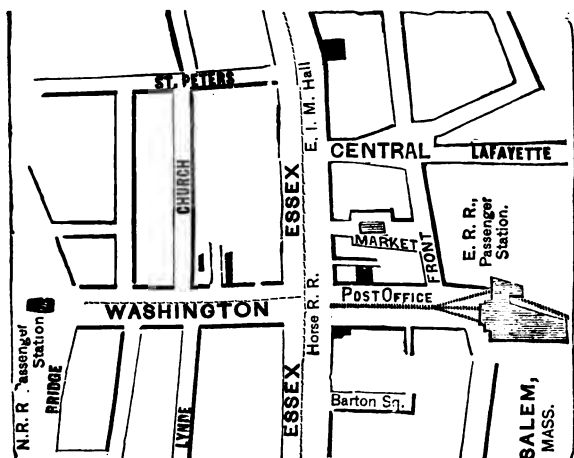 ST. PETERS
E. I. M. Hall
CENTRAL
LAFAYETTE
CHURCH
ESSEX
MARKET
FRONT
E. R. R.,
Passenger
Station.
WASHINGTON
Horse R. R.
POST OFFICE
N. R. R. assenger
Station
BRIDGE
LYNDE
ESSEX
Barton Sq.
SALEM,
MASS.